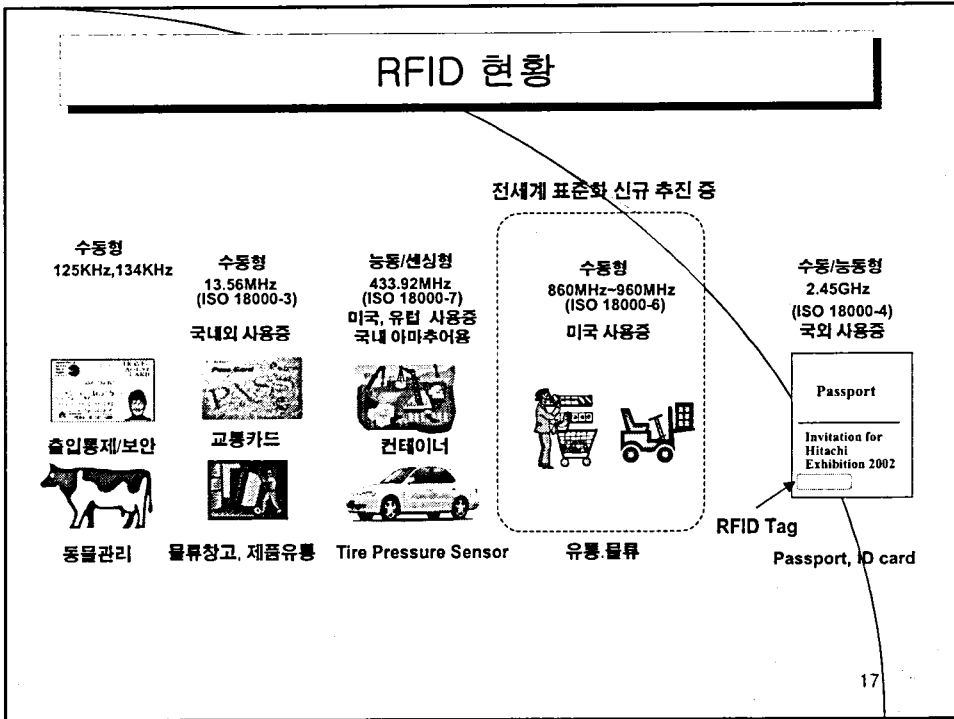 RFID 현황
전세계 표준화 신규 추진 중
수동형
125KHz,134KHz
출입통제/보안
동물관리
수동형
13.56MHz
(ISO 18000-3)
국내외 사용중
교통카드
물류창고, 제품유통
능동/센싱형
433.92MHz
(ISO 18000-7)
미국, 유럽 사용중
국내 아마추어용
컨테이너
Tire Pressure Sensor
수동형
860MHz~960MHz
(ISO 18000-6)
미국 사용중
유통.물류
수동/능동형
2.45GHz
(ISO 18000-4)
국외 사용중
Passport
Invitation for
Hitachi
Exhibition 2002
RFID Tag
Passport, ID card
17